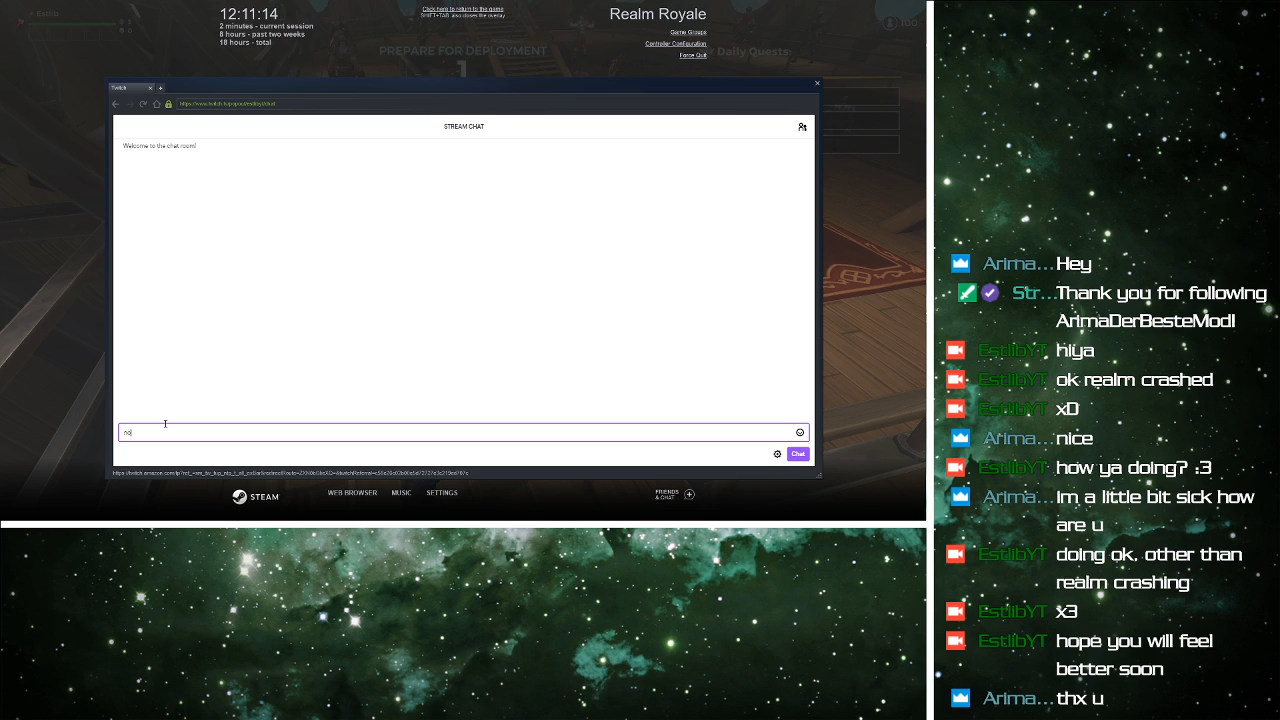 12:11:14
2 minutes - current session
8 hours - past two weeks
18 hours - total
Click here to return to the game
SHIFT+TAB also closes the overlay
Realm Royale
Game Groups
Controller Configuration
Force Quit
Estlib
100
PREPARE FOR DEPLOYMENT
1
Daily Quests:
Twitch
STREAM CHAT
Welcome to the chat room!
no
Chat
STEAM
WEB BROWSER
MUSIC
SETTINGS
FRIENDS
& CHAT
Arima... Hey
Str... Thank you for following
ArimaDerBesteMod!
EstlibYT hiya
EstlibYT ok realm crashed
EstlibYT xD
Arima... nice
EstlibYT how ya doing? :3
Arima... Im a little bit sick how
are u
EstlibYT doing ok. other than
realm crashing
EstlibYT x3
EstlibYT hope you will feel
better soon
Arima... thx u